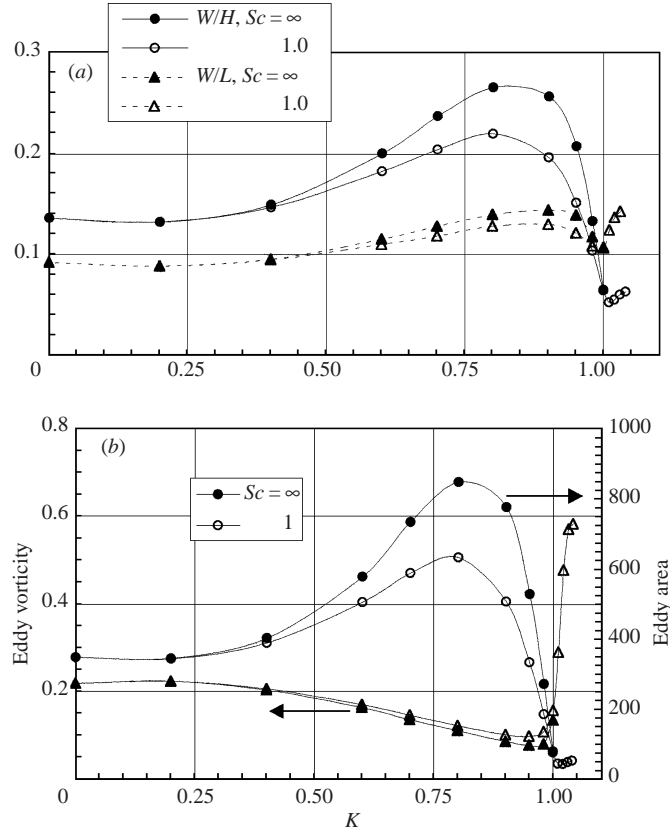 W/H, Sc = ∞
1.0
W/L, Sc = ∞
1.0
(a)
0.3
0.2
0.1
0 0.25 0.50 0.75 1.00
0.8 1000
(b)
Sc = ∞
1
800
0.6
Eddy vorticity
600
Eddy area
0.4
400
0.2
200
0
0 0.25 0.50 0.75 1.00
K